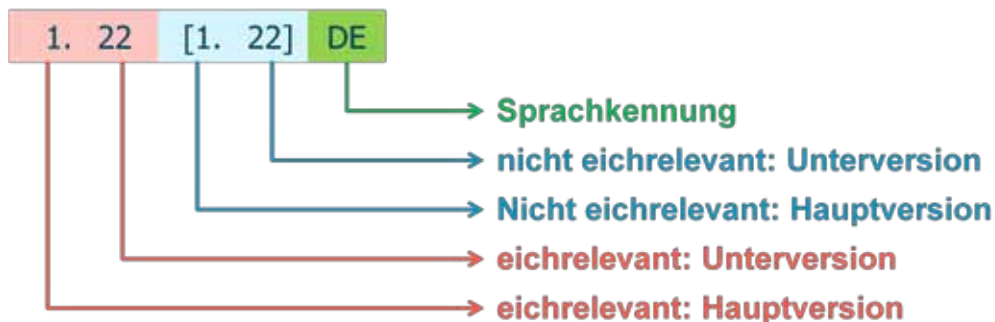 1. 22 [1. 22] DE
Sprachkennung
nicht eichrelevant: Unterversion
Nicht eichrelevant: Hauptversion
eichrelevant: Unterversion
eichrelevant: Hauptversion